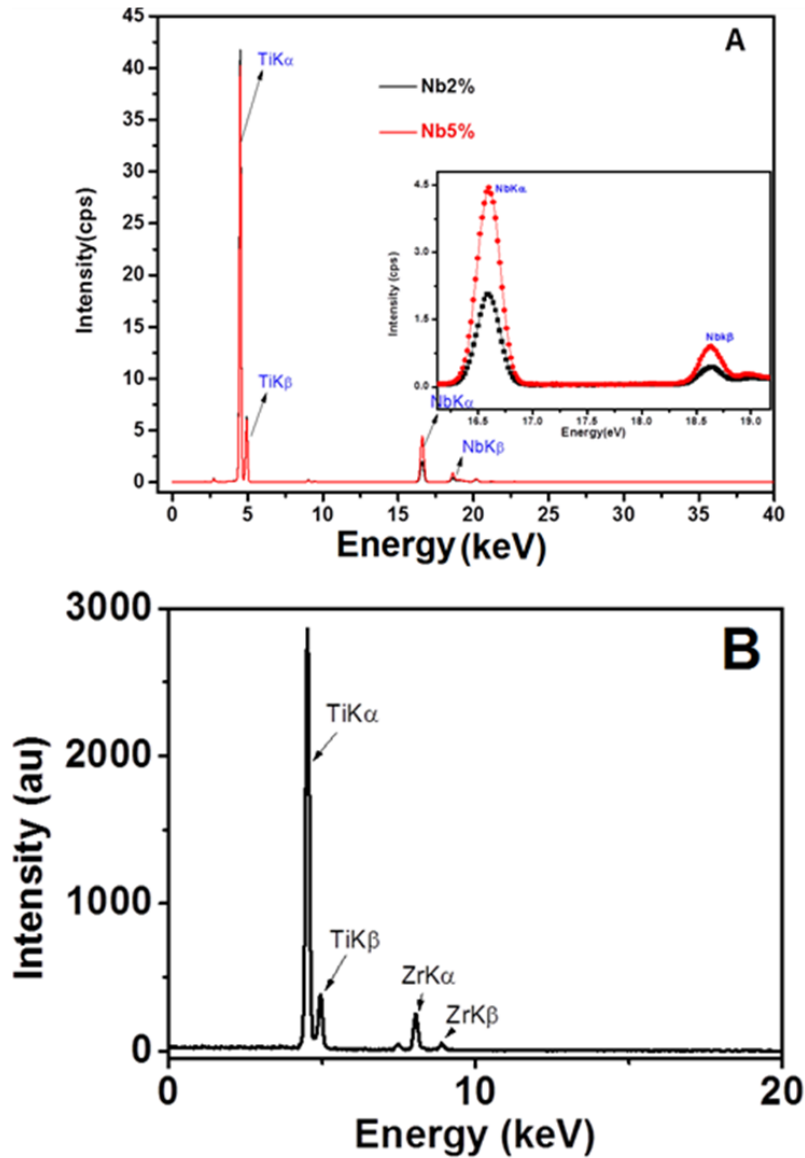 45
A
TiKα
40
Nb2%
35
Nb5%
30
Intensity(cps)
25
20
15
10
5
0
4.5
NbKα
3.0
Intensity (cps)
1.5
Nbkβ
0.0
16.5 17.0 17.5 18.0 18.5 19.0
Energy(eV)
TiKβ
NbKα
NbKβ
0 5 10 15 20 25 30 35 40
Energy (keV)
3000
B
TiKα
2000
Intensity (au)
1000
TiKβ
ZrKα
ZrKβ
0
0 10 20
Energy (keV)